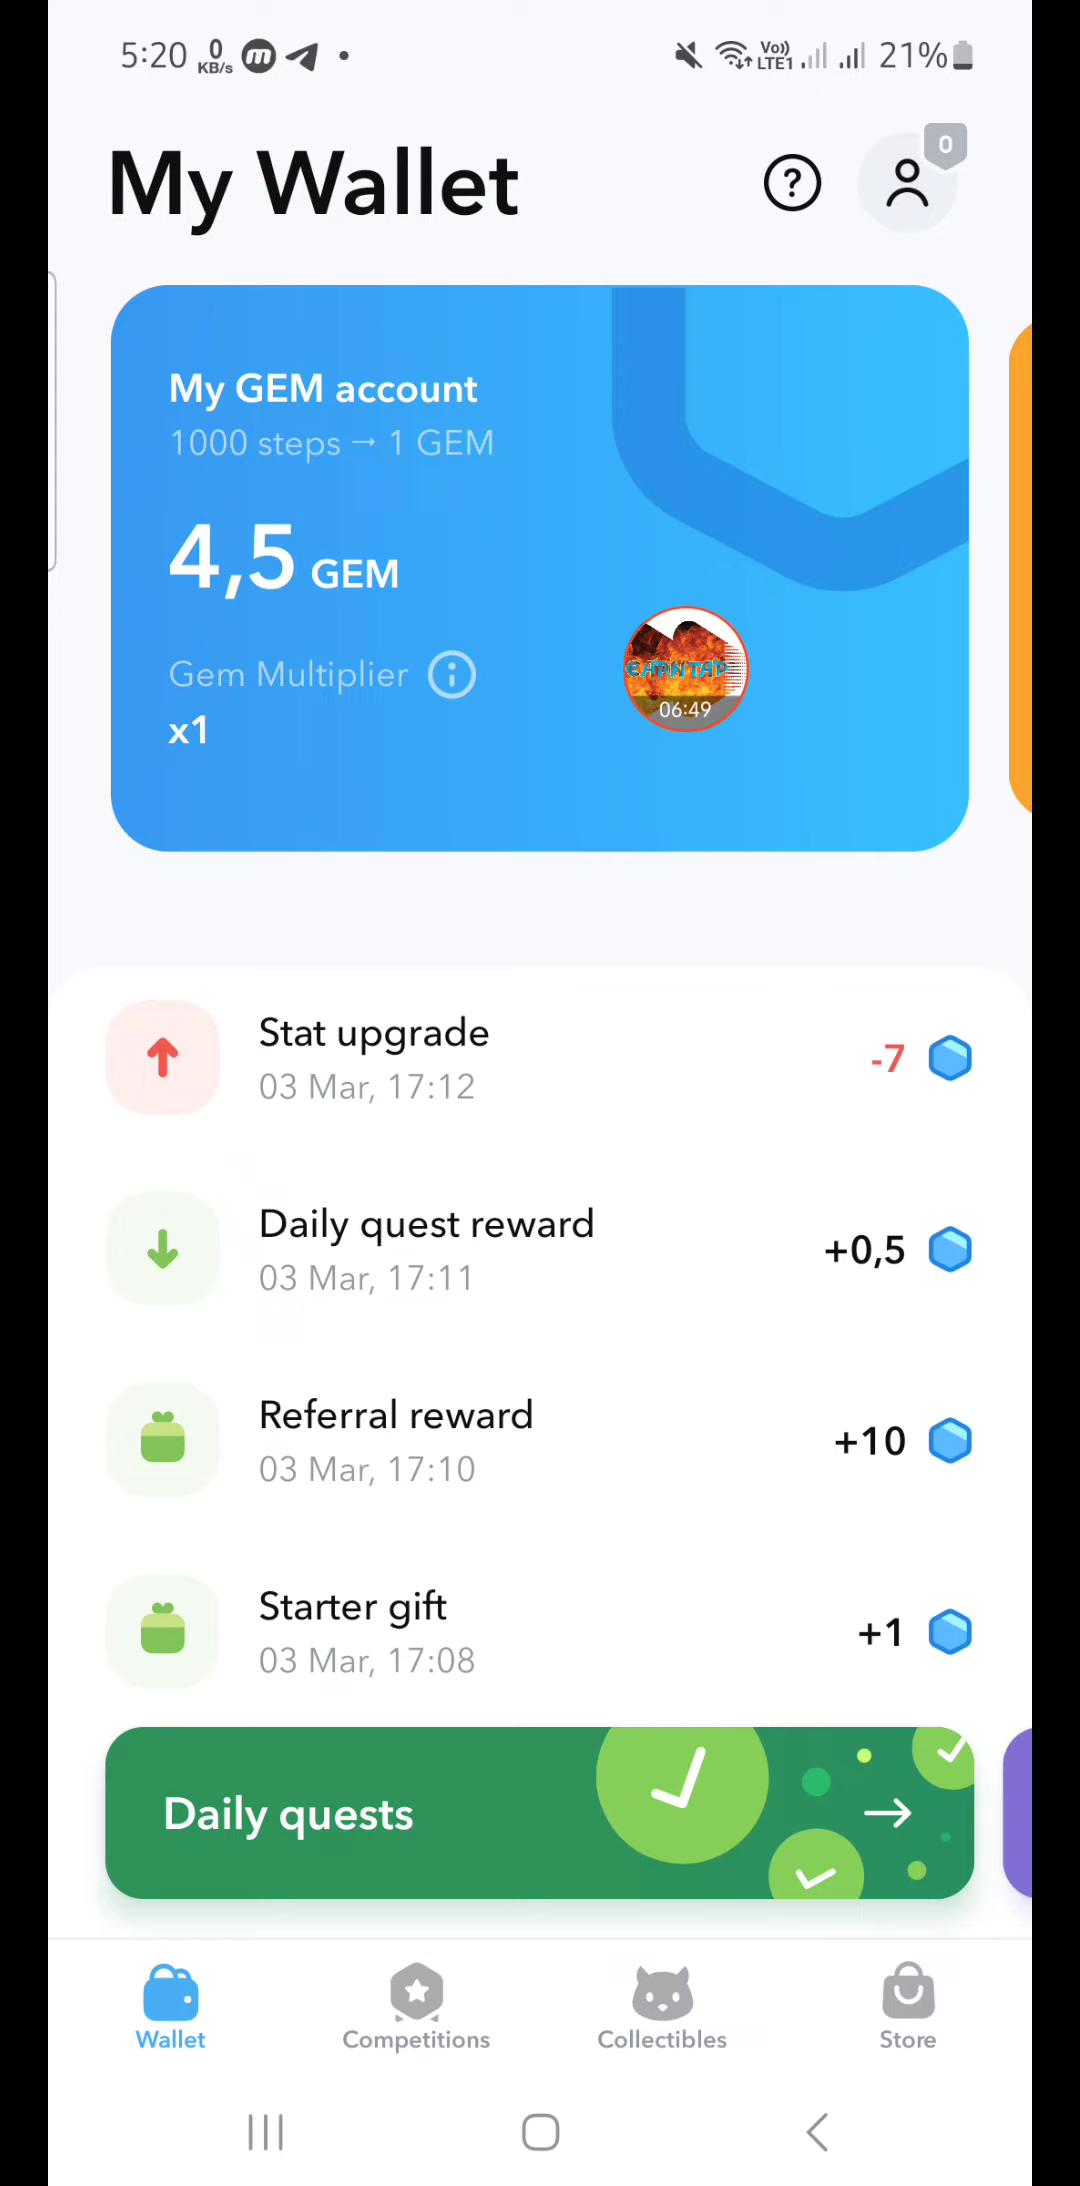 5:20 0 KB/s m Vo)) LTE1 21%
My Wallet ? 0
My GEM account
1000 steps → 1 GEM
4,5 GEM
EARNTAP
Gem Multiplier i
06:49
x1
Stat upgrade
-7
03 Mar, 17:12
Daily quest reward
+0,5
03 Mar, 17:11
Referral reward
+10
03 Mar, 17:10
Starter gift
+1
03 Mar, 17:08
Daily quests →
Wallet Competitions Collectibles Store